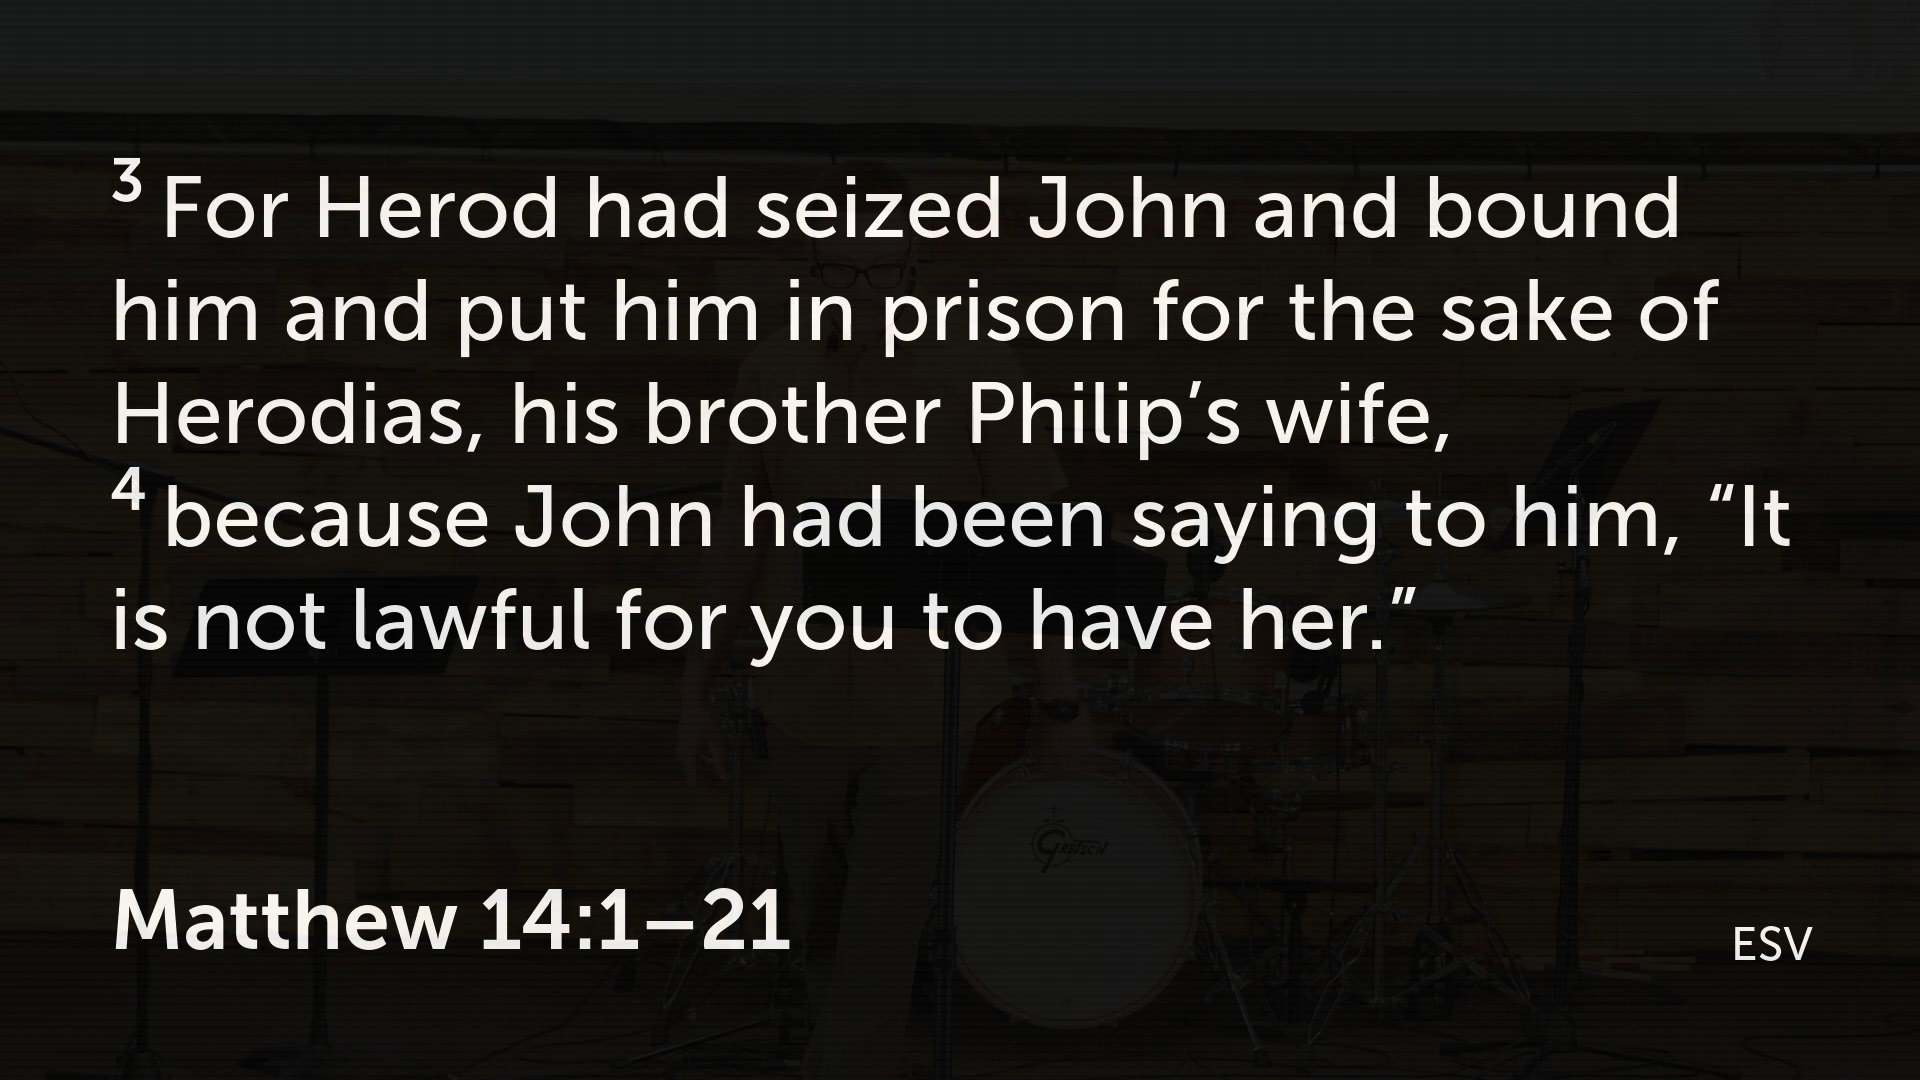 3 For Herod had seized John and bound
him and put him in prison for the sake of
Herodias, his brother Philip’s wife,
4 because John had been saying to him, “It
is not lawful for you to have her.”
GRETSCH
Matthew 14:1–21
ESV